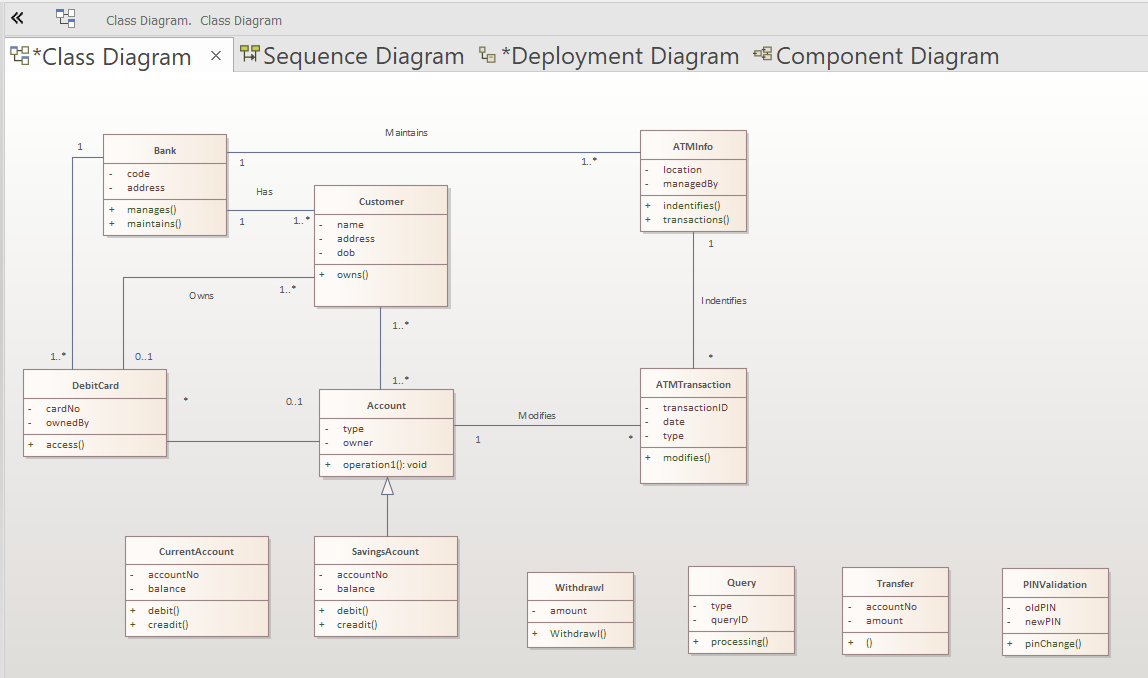 Class Diagram.  Class Diagram
*Class Diagram × Sequence Diagram *Deployment Diagram Component Diagram
Maintains
1
1
1..*
Bank
- code
- address
+ manages()
+ maintains()
ATMInfo
- location
- managedBy
+ indentifies()
+ transactions()
Has
1
1..*
Customer
- name
- address
- dob
+ owns()
1
Indentifies
*
Owns
1..*
0..1
1..*
1..*
1..*
DebitCard
- cardNo
- ownedBy
+ access()
*
0..1
Account
- type
- owner
+ operation1(): void
Modifies
1
*
ATMTransaction
- transactionID
- date
- type
+ modifies()
CurrentAccount
- accountNo
- balance
+ debit()
+ creadit()
SavingsAcount
- accountNo
- balance
+ debit()
+ creadit()
Withdrawl
- amount
+ Withdrawl()
Query
- type
- queryID
+ processing()
Transfer
- accountNo
- amount
+ ()
PINValidation
- oldPIN
- newPIN
+ pinChange()